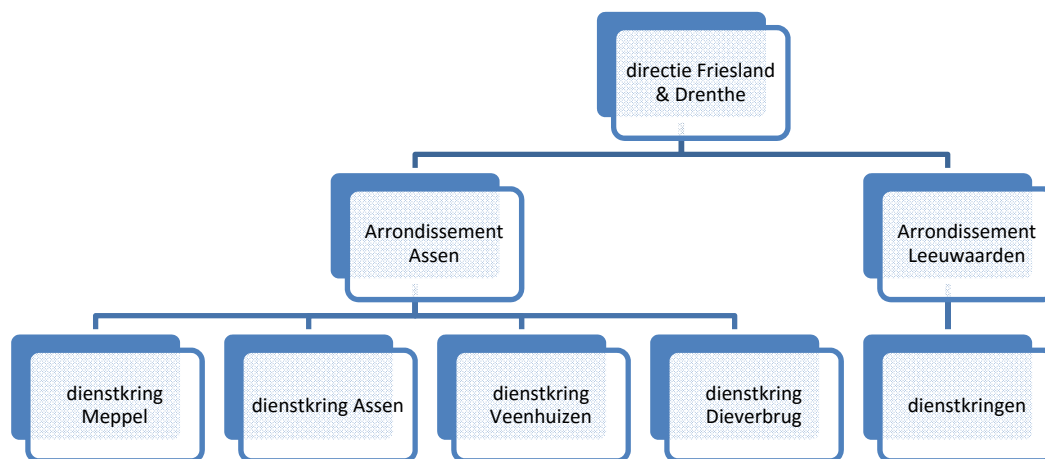 directie Friesland
& Drenthe
Arrondissement
Assen
Arrondissement
Leeuwaarden
dienstkring
Meppel
dienstkring Assen
dienstkring
Veenhuizen
dienstkring
Dieverbrug
dienstkringen